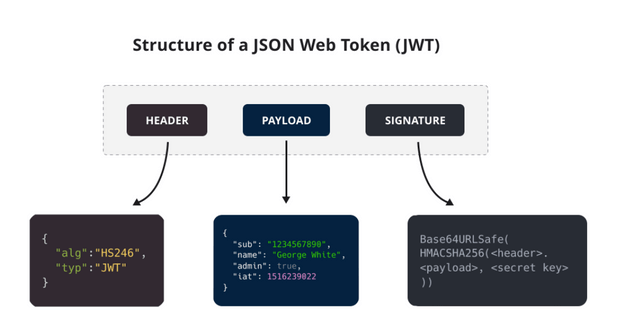 Structure of a JSON Web Token (JWT)
HEADER
PAYLOAD
SIGNATURE
{
"alg":"HS246",
"typ":"JWT"
}
{
"sub": "1234567890",
"name": "George White",
"admin": true,
"iat": 1516239022
}
Base64URLSafe(
HMACSHA256(<header>.
<payload>, <secret key>
))